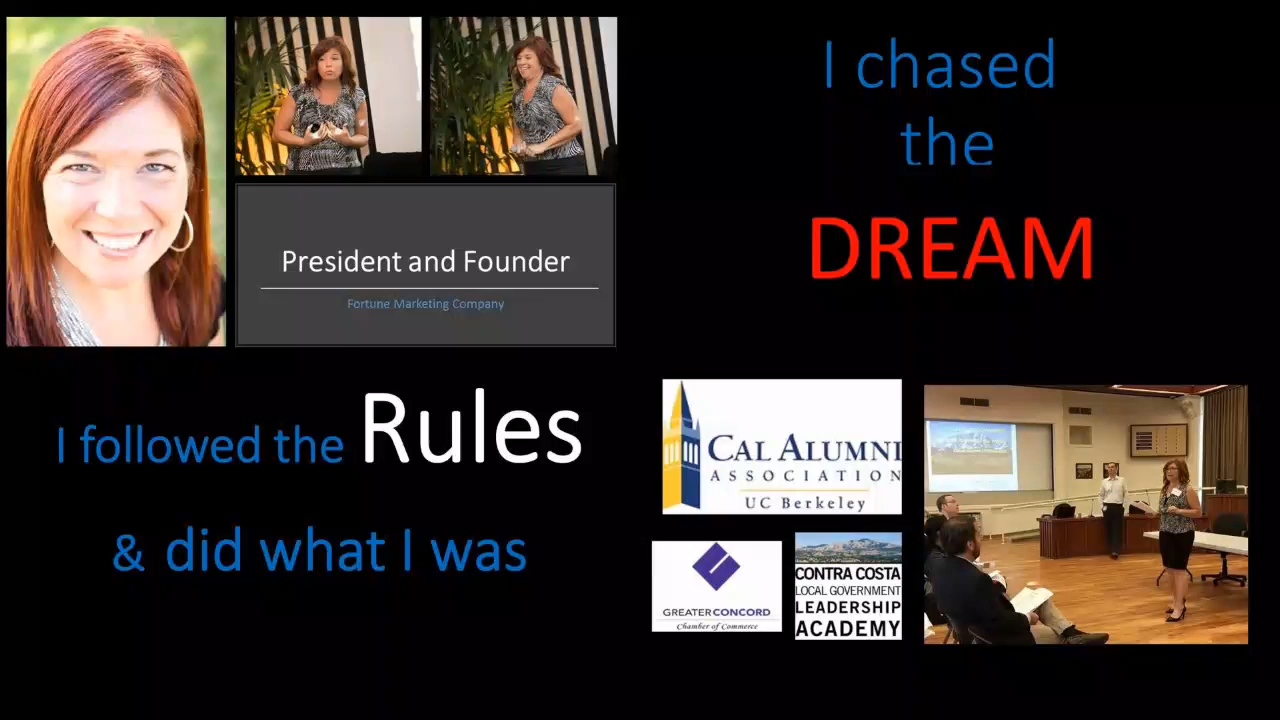 President and Founder
Fortune Marketing Company
I chased
the
DREAM
I followed the Rules
& did what I was
CAL ALUMNI
ASSOCIATION
UC Berkeley
GREATER CONCORD
Chamber of Commerce
CONTRA COSTA
LOCAL GOVERNMENT
LEADERSHIP
ACADEMY